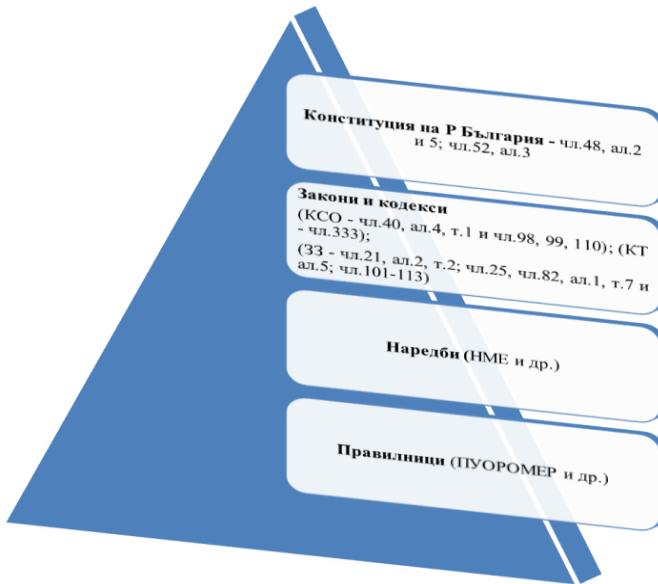 Конституция на Р България - чл.48, ал.2
и 5; чл.52, ал.3
Закони и кодекси
(КСО - чл.40, ал.4, т.1 и чл.98, 99, 110); (КТ
- чл.333);
(ЗЗ - чл.21, ал.2, т.2; чл.25, чл.82, ал.1, т.7 и
ал.5; чл.101-113)
Наредби (НМЕ и др.)
Правилници (ПУОРОМЕР и др.)